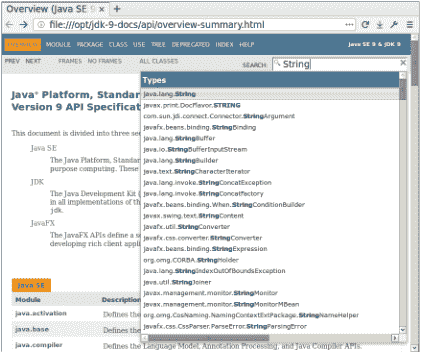 Overview (Java SE 9
file:///opt/jdk-9-docs/api/overview-summary.html
OVERVIEW MODULE PACKAGE CLASS USE TREE DEPRECATED INDEX HELP Java SE 9 & JDK 9
PREV NEXT FRAMES NO FRAMES ALL CLASSES SEARCH: String
Types
java.lang.String
javax.print.DocFlavor.STRING
com.sun.jdi.connect.Connector.StringArgument
javafx.beans.binding.StringBinding
java.lang.StringBuffer
java.io.StringBufferInputStream
java.lang.StringBuilder
java.text.StringCharacterIterator
java.lang.invoke.StringConcatException
java.lang.invoke.StringConcatFactory
javafx.beans.binding.When.StringConditionBuilder
javax.swing.text.StringContent
javafx.util.StringConverter
javafx.css.converter.StringConverter
javafx.beans.binding.StringExpression
org.omg.CORBA.StringHolder
java.lang.StringIndexOutOfBoundsException
java.util.StringJoiner
javax.management.monitor.StringMonitor
javax.management.monitor.StringMonitorMBean
org.omg.CosNaming.NamingContextExtPackage.StringNameHelper
javafx.css.CssParser.ParseError.StringParsingError
Java® Platform, Standar
Version 9 API Specificat
This document is divided into three se
Java SE
The Java Platform, Standar
purpose computing. These
JDK
The Java Development Kit (
in all implementations of th
jdk.
JavaFX
The JavaFX APIs define a s
developing rich client appli
Java SE
Module Description
java.activation Defines the
java.base Defines the
java.compiler Defines the Language Model, Annotation Processing, and Java Compiler APIs.